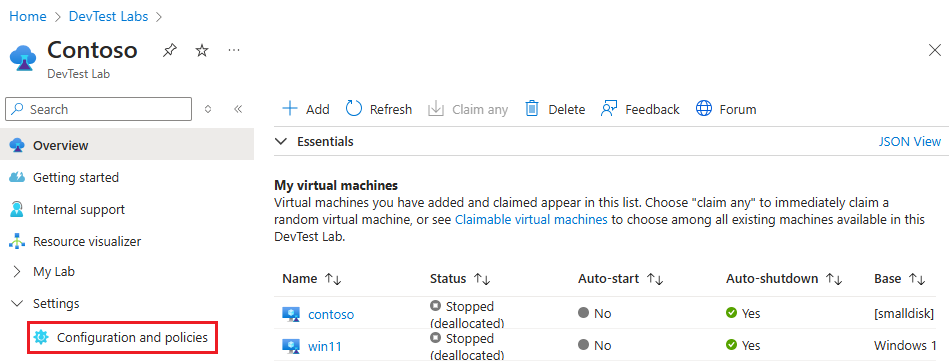 Home > DevTest Labs >
Contoso
DevTest Lab
Search
Add Refresh Claim any Delete Feedback Forum
Overview
Essentials JSON View
Getting started
Internal support
Resource visualizer
My Lab
Settings
Configuration and policies
My virtual machines
Virtual machines you have added and claimed appear in this list. Choose "claim any" to immediately claim a
random virtual machine, or see Claimable virtual machines to choose among all existing machines available in this
DevTest Lab.
Name Status Auto-start Auto-shutdown Base
contoso Stopped (deallocated) No Yes [smalldisk]
win11 Stopped (deallocated) No Yes Windows 1